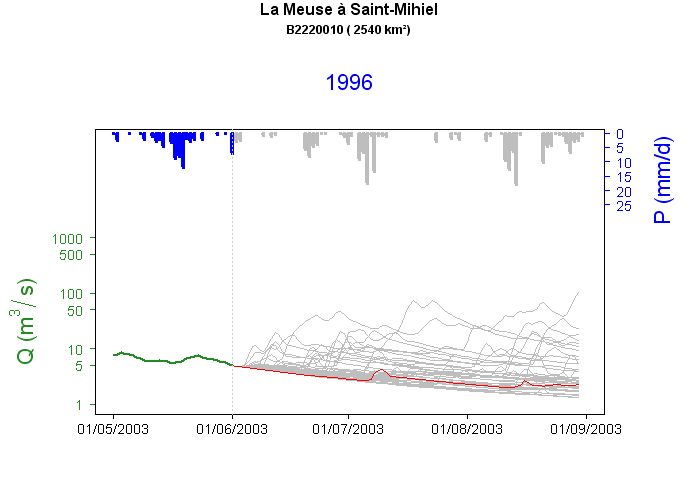 La Meuse à Saint-Mihiel
B2220010 ( 2540 km²)
1996
0
5
10
15
20
25
P (mm/d)
1000
500
100
50
10
5
1
Q (m³/ s)
01/05/2003 01/06/2003 01/07/2003 01/08/2003 01/09/2003